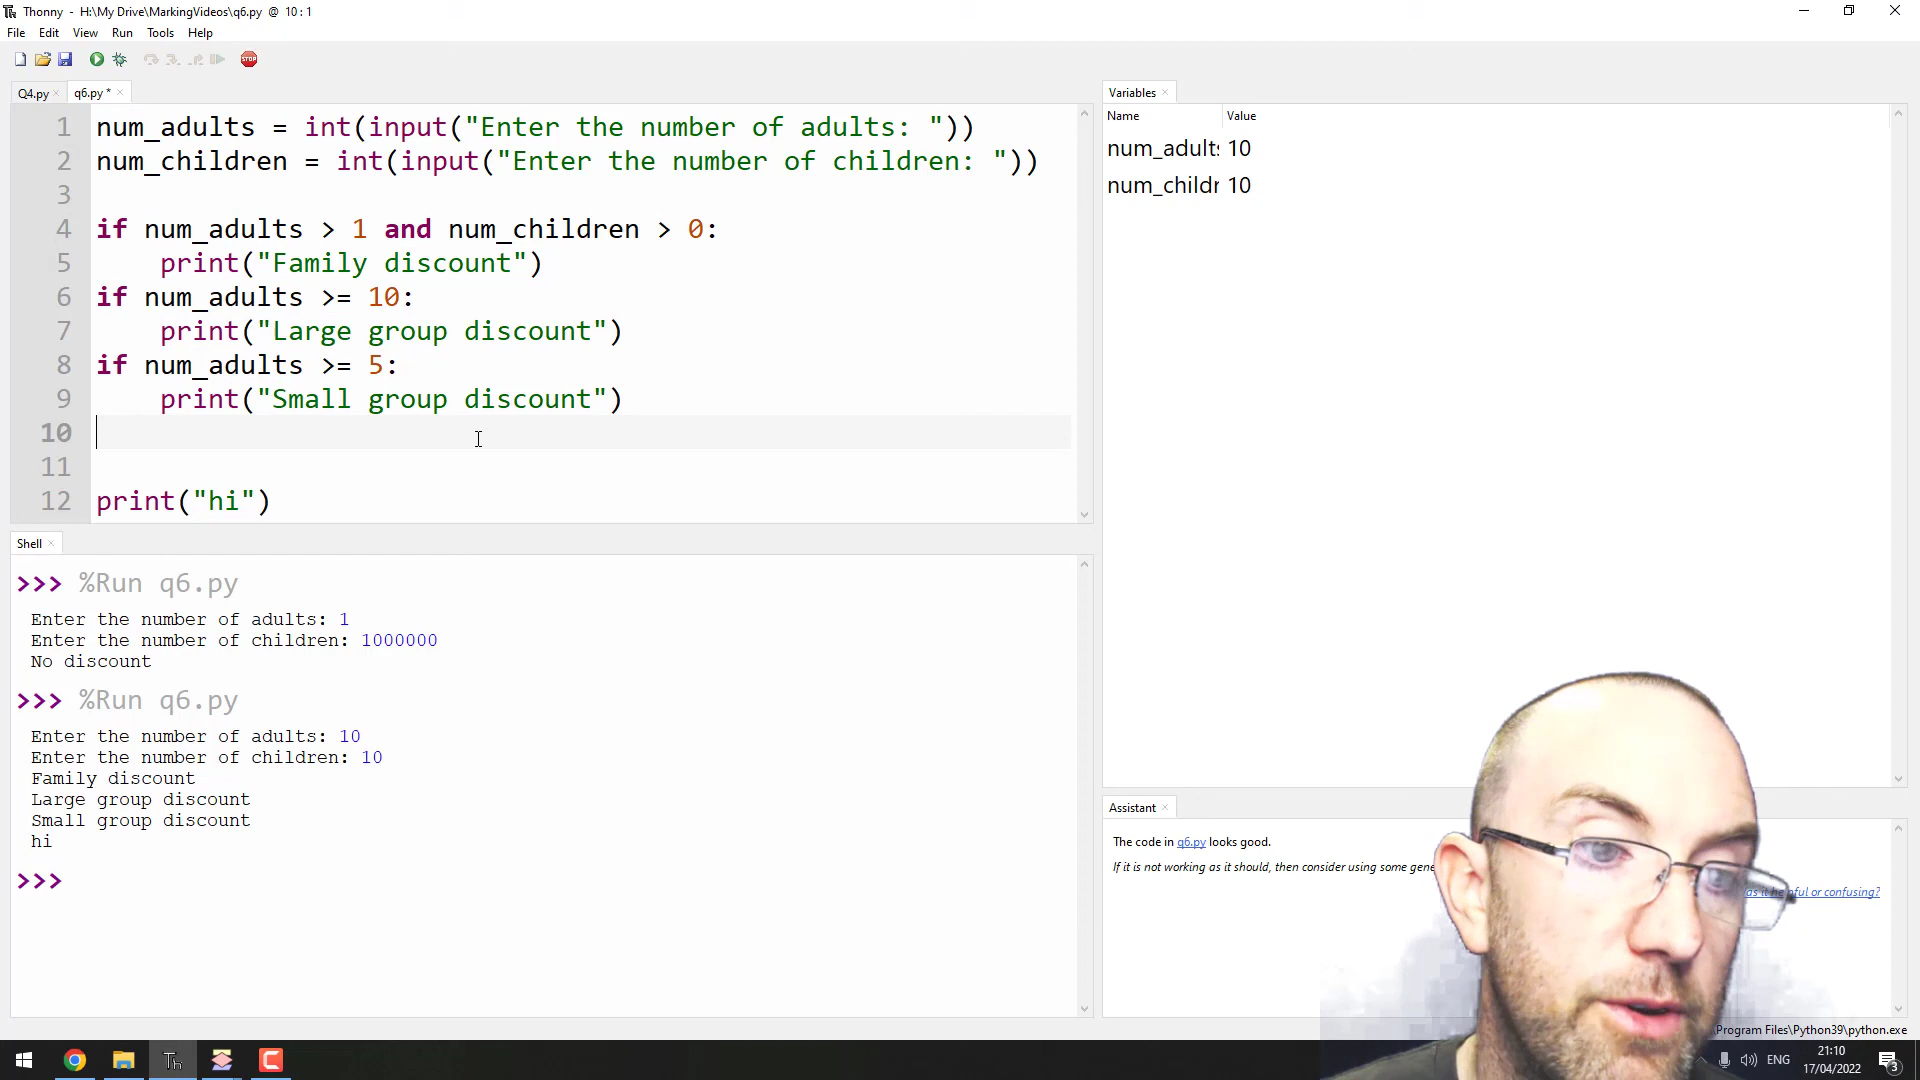 Thonny - H:\My Drive\MarkingVideos\q6.py @ 10 : 1
File Edit View Run Tools Help
STOP
Q4.py
q6.py *
1 num_adults = int(input("Enter the number of adults: "))
2 num_children = int(input("Enter the number of children: "))
3
4 if num_adults > 1 and num_children > 0:
5     print("Family discount")
6 if num_adults >= 10:
7     print("Large group discount")
8 if num_adults >= 5:
9     print("Small group discount")
10
11
12 print("hi")
Variables
Name Value
num_adults 10
num_childr 10
Shell
>>> %Run q6.py
Enter the number of adults: 1
Enter the number of children: 1000000
No discount
>>> %Run q6.py
Enter the number of adults: 10
Enter the number of children: 10
Family discount
Large group discount
Small group discount
hi
>>>
Assistant
The code in q6.py looks good.
If it is not working as it should, then consider using some gene
or confusing?
Program Files\Python39\python.exe
Th
ENG
21:10
17/04/2022
3